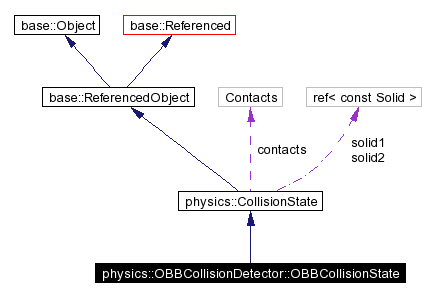 base::Object
base::Referenced
base::ReferencedObject
Contacts
ref< const Solid >
contacts
solid1
solid2
physics::CollisionState
physics::OBBCollisionDetector::OBBCollisionState